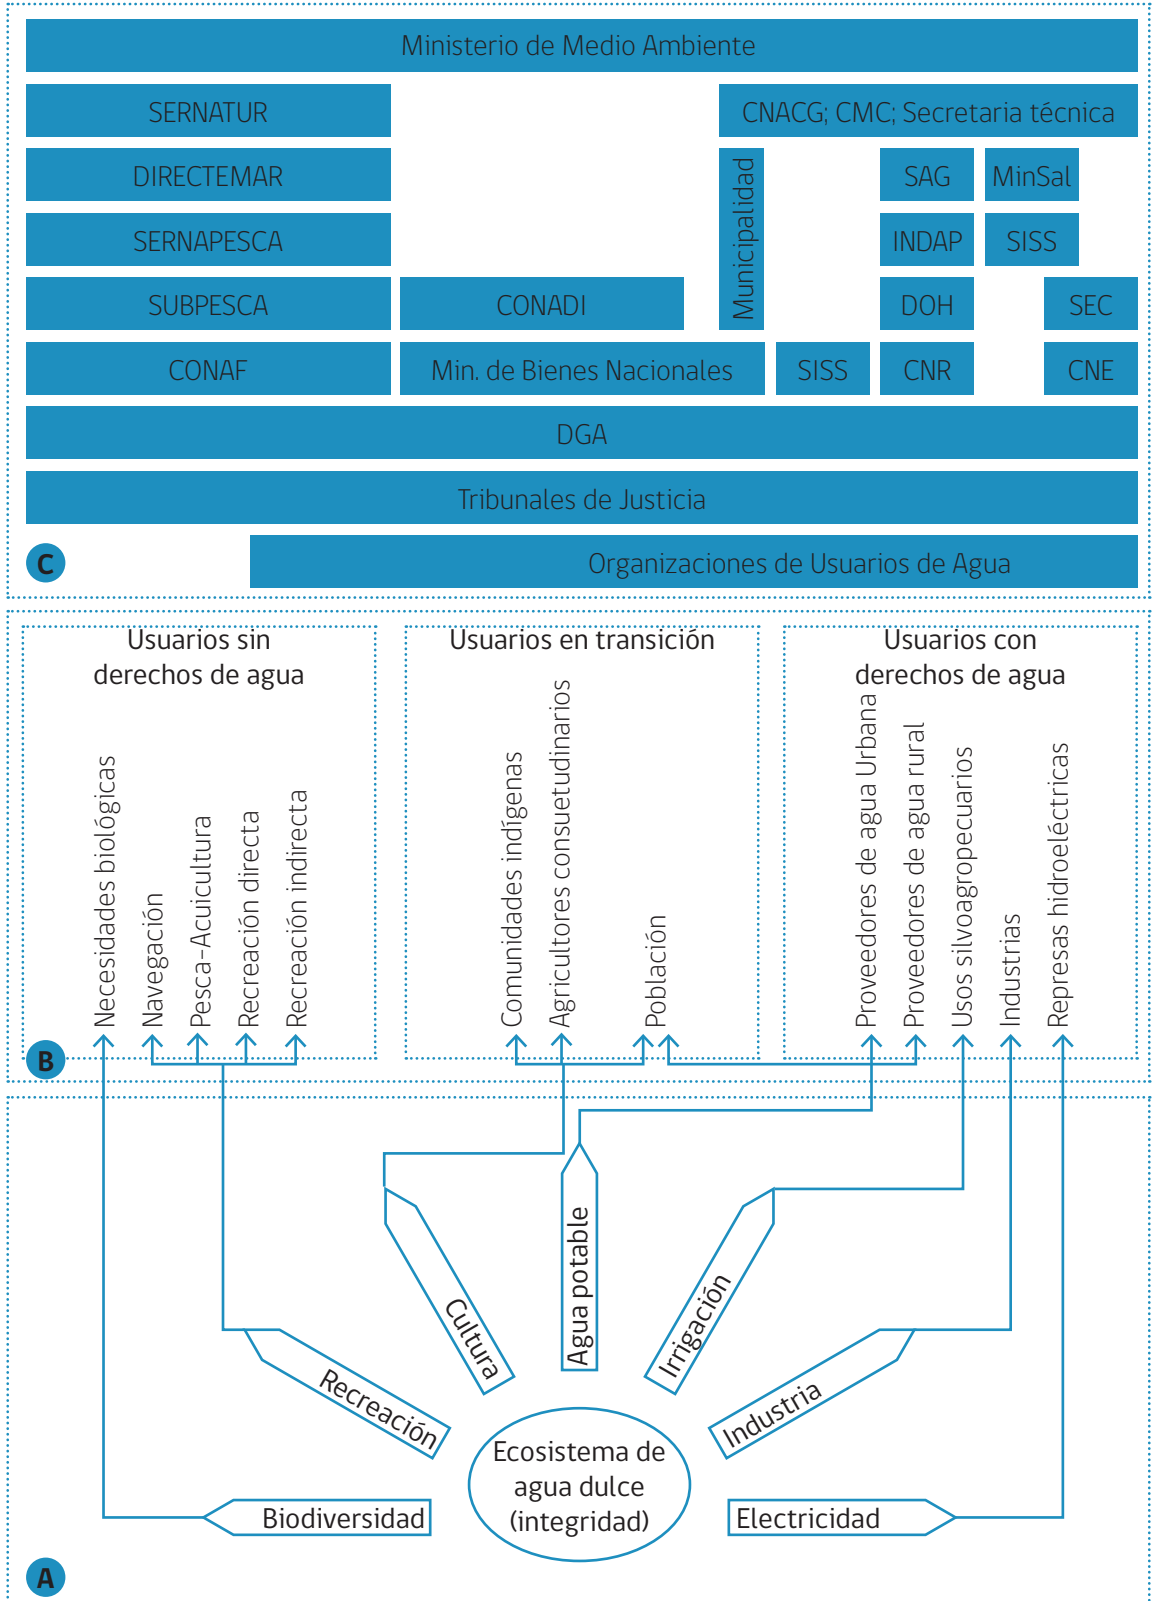 Ministerio de Medio Ambiente
SERNATUR
CNACG; CMC; Secretaria técnica
DIRECTEMAR
Municipalidad
SAG
MinSal
SERNAPESCA
INDAP
SISS
SUBPESCA
CONADI
DOH
SEC
CONAF
Min. de Bienes Nacionales
SISS
CNR
CNE
DGA
Tribunales de Justicia
Organizaciones de Usuarios de Agua
C
Usuarios sin
derechos de agua
Necesidades biológicas
Navegación
Pesca-Acuicultura
Recreación directa
Recreación indirecta
Usuarios en transición
Comunidades indígenas
Agricultores consuetudinarios
Población
Usuarios con
derechos de agua
Proveedores de agua Urbana
Proveedores de agua rural
Usos silvoagropecuarios
Industrias
Represas hidroeléctricas
B
Biodiversidad
Recreación
Cultura
Agua potable
Irrigación
Industria
Electricidad
Ecosistema de
agua dulce
(integridad)
A